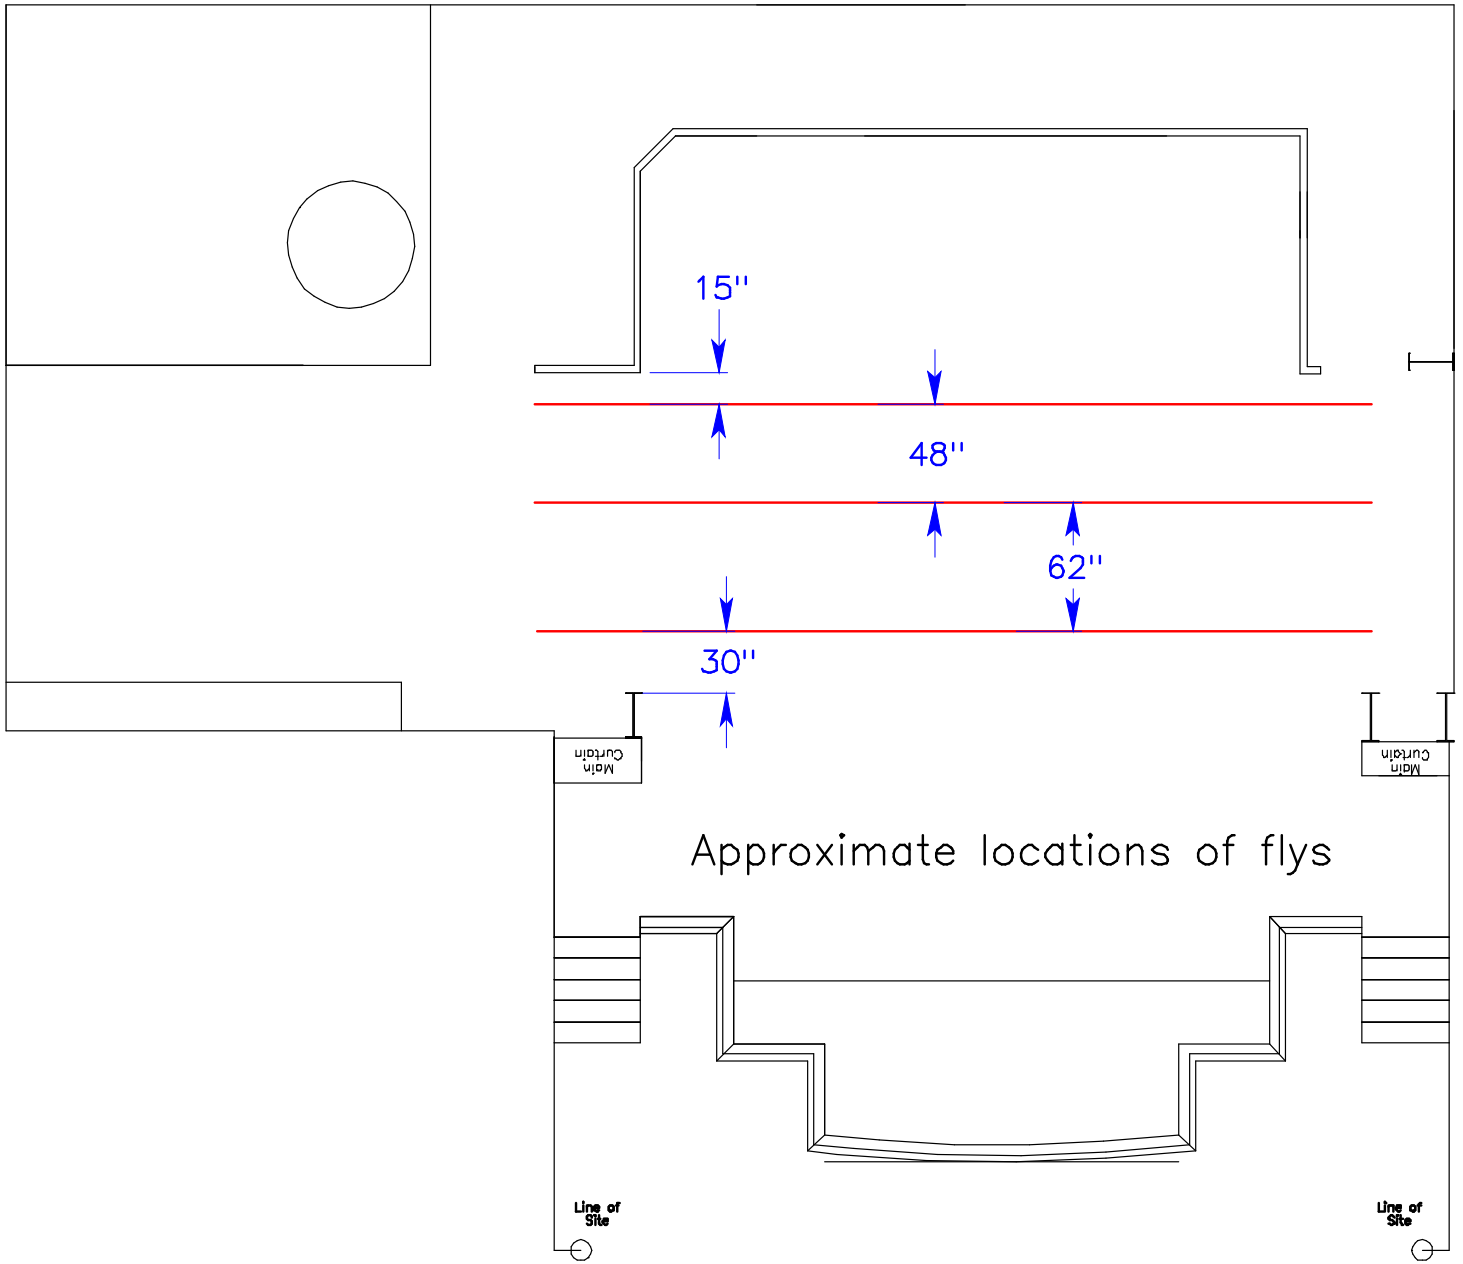 15"
48"
62"
30"
Main
Curtain
Main
Curtain
Approximate locations of flys
Line of
Site
Line of
Site